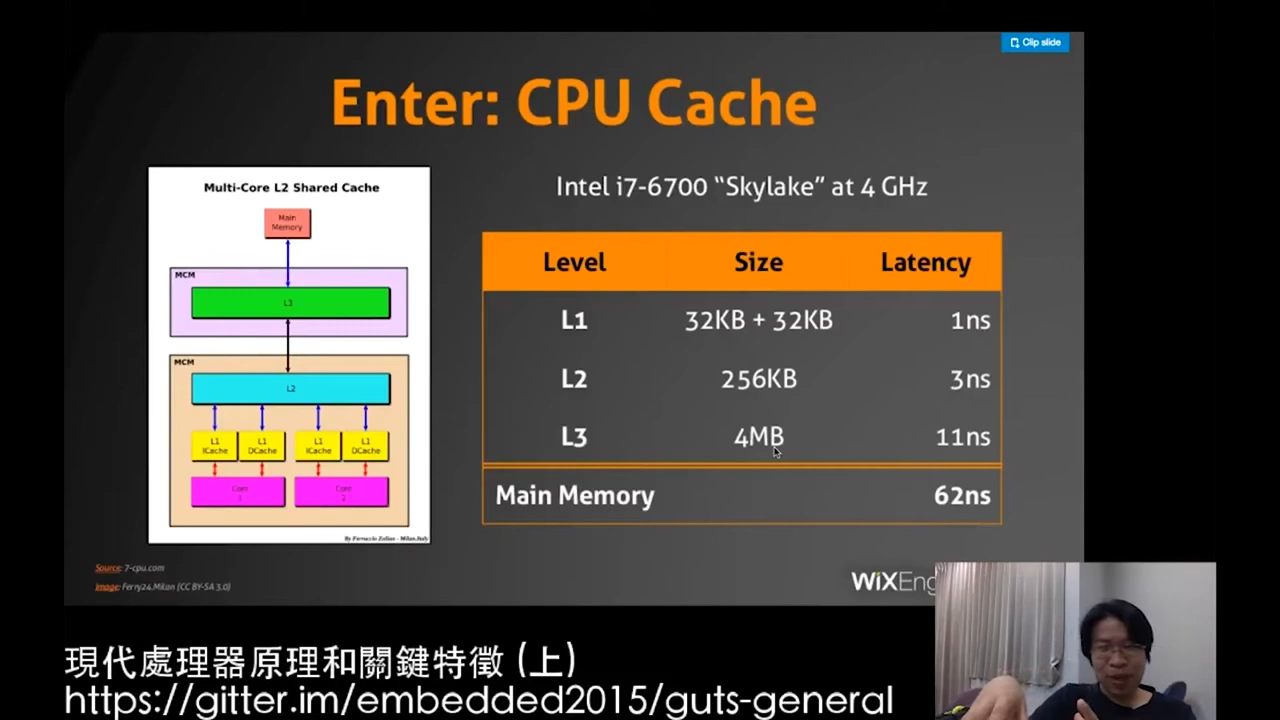 Clip slide
Enter: CPU Cache
Multi-Core L2 Shared Cache
Main
Memory
MCM
L3
MCM
L2
L1
ICache
L1
DCache
L1
ICache
L1
DCache
Core
1
Core
2
By Ferruccio Zulian - Milan.Italy
Intel i7-6700 “Skylake” at 4 GHz
Level Size Latency
L1 32KB + 32KB 1ns
L2 256KB 3ns
L3 4MB 11ns
Main Memory 62ns
Source: 7-cpu.com
Image: Ferry24.Milan (CC BY-SA 3.0)
WiXEng
現代處理器原理和關鍵特徵 (上)
https://gitter.im/embedded2015/guts-general